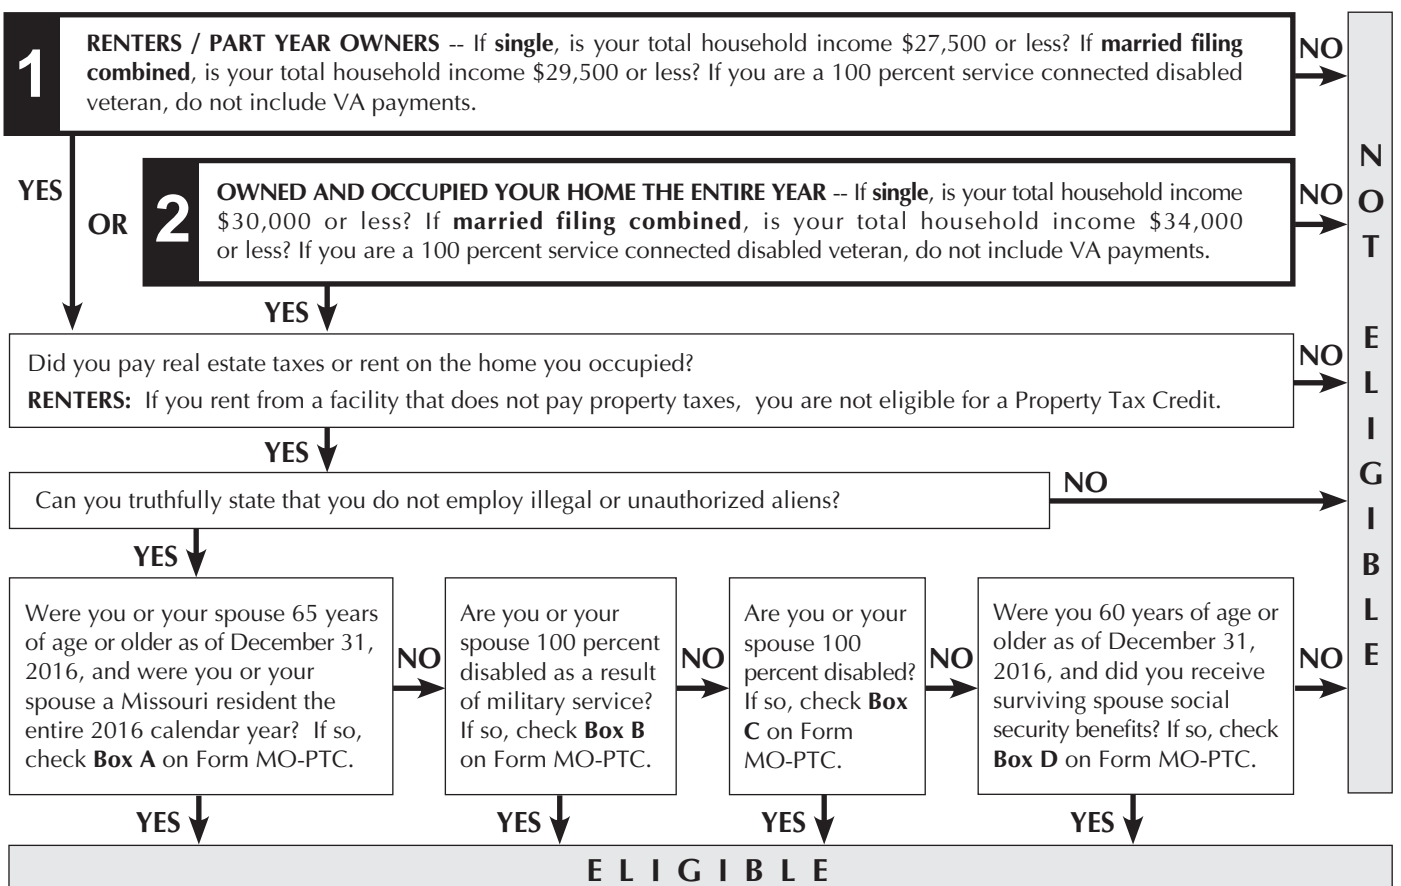 1
RENTERS / PART YEAR OWNERS -- If single, is your total household income $27,500 or less? If married filing
combined, is your total household income $29,500 or less? If you are a 100 percent service connected disabled
veteran, do not include VA payments.
NO
YES
OR
2
OWNED AND OCCUPIED YOUR HOME THE ENTIRE YEAR -- If single, is your total household income
$30,000 or less? If married filing combined, is your total household income $34,000
or less? If you are a 100 percent service connected disabled veteran, do not include VA payments.
NO
YES
Did you pay real estate taxes or rent on the home you occupied?
RENTERS: If you rent from a facility that does not pay property taxes, you are not eligible for a Property Tax Credit.
NO
YES
Can you truthfully state that you do not employ illegal or unauthorized aliens?
NO
YES
Were you or your spouse 65 years
of age or older as of December 31,
2016, and were you or your
spouse a Missouri resident the
entire 2016 calendar year? If so,
check Box A on Form MO-PTC.
NO
Are you or your
spouse 100 percent
disabled as a result
of military service?
If so, check Box B
on Form MO-PTC.
NO
Are you or your
spouse 100
percent disabled?
If so, check Box
C on Form
MO-PTC.
NO
Were you 60 years of age or
older as of December 31,
2016, and did you receive
surviving spouse social
security benefits? If so, check
Box D on Form MO-PTC.
NO
NOT ELIGIBLE
YES
YES
YES
YES
ELIGIBLE